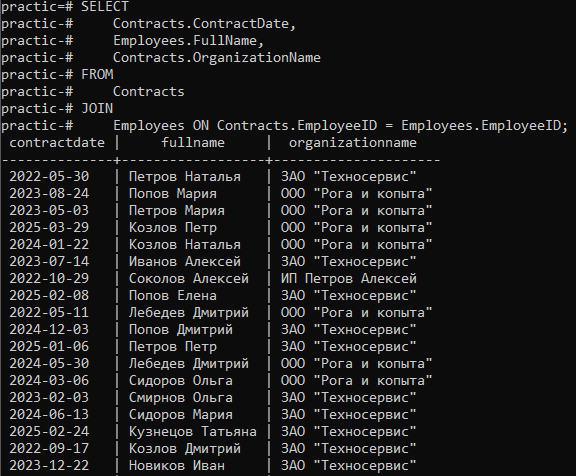 practic=# SELECT
practic-#     Contracts.ContractDate,
practic-#     Employees.FullName,
practic-#     Contracts.OrganizationName
practic-# FROM
practic-#     Contracts
practic-# JOIN
practic-#     Employees ON Contracts.EmployeeID = Employees.EmployeeID;
 contractdate |     fullname     |  organizationname
--------------+------------------+---------------------
 2022-05-30   | Петров Наталья   | ЗАО "Техносервис"
 2023-08-24   | Попов Мария      | ООО "Рога и копыта"
 2023-05-03   | Петров Мария     | ООО "Рога и копыта"
 2025-03-29   | Козлов Петр      | ООО "Рога и копыта"
 2024-01-22   | Козлов Наталья   | ООО "Рога и копыта"
 2023-07-14   | Иванов Алексей   | ЗАО "Техносервис"
 2022-10-29   | Соколов Алексей  | ИП Петров Алексей
 2025-02-08   | Попов Елена      | ЗАО "Техносервис"
 2022-05-11   | Лебедев Дмитрий  | ООО "Рога и копыта"
 2024-12-03   | Попов Дмитрий    | ЗАО "Техносервис"
 2025-01-06   | Петров Петр      | ЗАО "Техносервис"
 2024-05-30   | Лебедев Дмитрий  | ООО "Рога и копыта"
 2024-03-06   | Сидоров Ольга    | ООО "Рога и копыта"
 2023-02-03   | Смирнов Ольга    | ЗАО "Техносервис"
 2024-06-13   | Сидоров Мария    | ЗАО "Техносервис"
 2025-02-24   | Кузнецов Татьяна | ЗАО "Техносервис"
 2022-09-17   | Козлов Дмитрий   | ЗАО "Техносервис"
 2023-12-22   | Новиков Иван     | ЗАО "Техносервис"